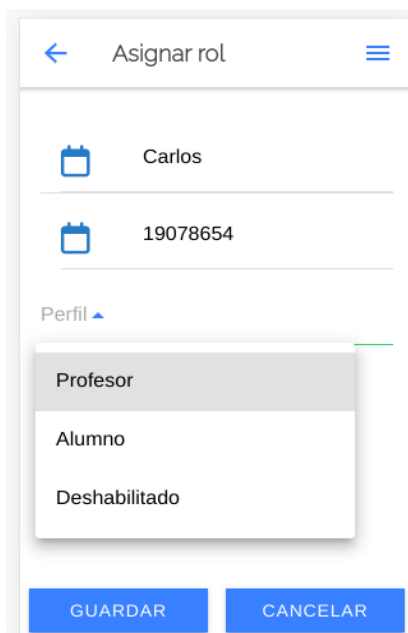 Asignar rol
Carlos
19078654
Perfil
Profesor
Alumno
Deshabilitado
GUARDAR CANCELAR